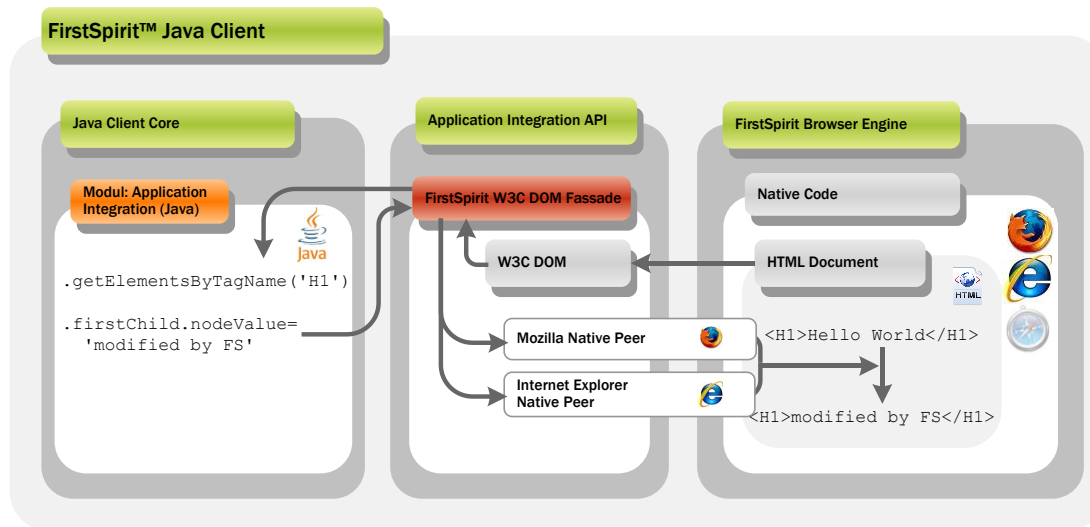 FirstSpirit™ Java Client
Java Client Core
Modul: Application
Integration (Java)
Java
.getElementsByTagName('H1')
.firstChild.nodeValue=
'modified by FS'
Application Integration API
FirstSpirit W3C DOM Fassade
W3C DOM
Mozilla Native Peer
Internet Explorer
Native Peer
FirstSpirit Browser Engine
Native Code
HTML Document
HTML
<H1>Hello World</H1>
<H1>modified by FS</H1>